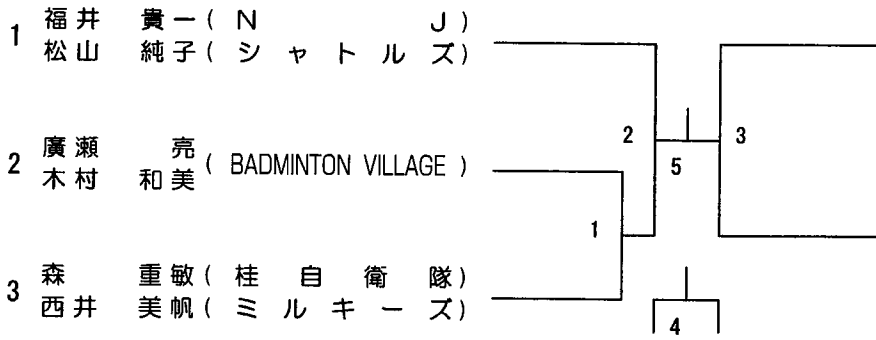 1 福井 貴一 ( N J )
松山 純子 ( シャトルズ )
2 廣瀬 亮
木村 和美 ( BADMINTON VILLAGE )
3 森 重敏 ( 桂自衛隊 )
西井 美帆 ( ミルキーズ )
2
3
5
1
4